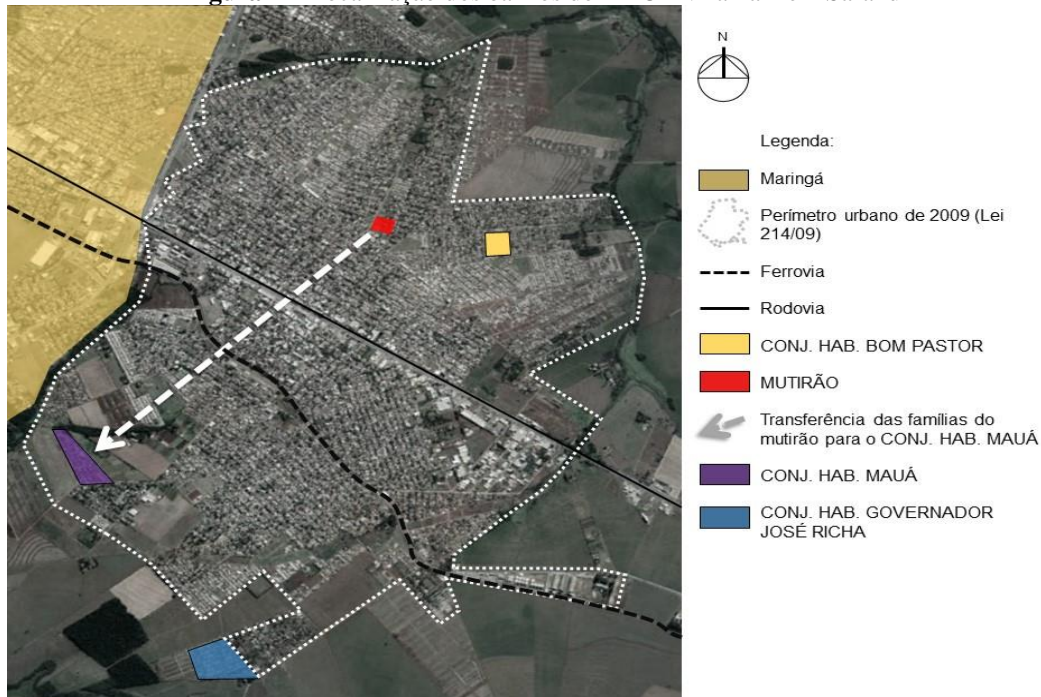 N
Legenda:
Maringá
Perímetro urbano de 2009 (Lei
214/09)
Ferrovia
Rodovia
CONJ. HAB. BOM PASTOR
MUTIRÃO
Transferência das famílias do
mutirão para o CONJ. HAB. MAUÁ
CONJ. HAB. MAUÁ
CONJ. HAB. GOVERNADOR
JOSÉ RICHA